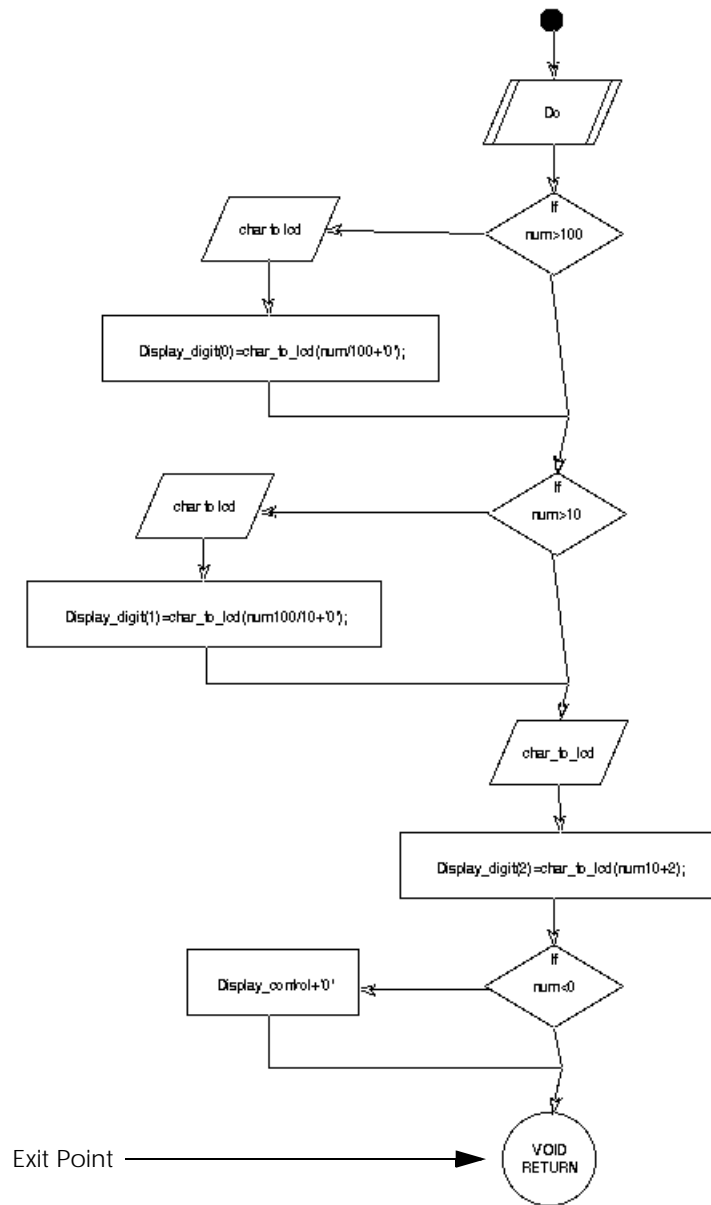 Do
If
num>100
char to lcd
Display_digit(0)=char_to_lcd(num/100+'0');
If
num>10
char to lcd
Display_digit(1)=char_to_lcd(num100/10+'0');
char_to_lcd
Display_digit(2)=char_to_lcd(num10+2);
If
num<0
Display_control+'0'
VOID
RETURN
Exit Point